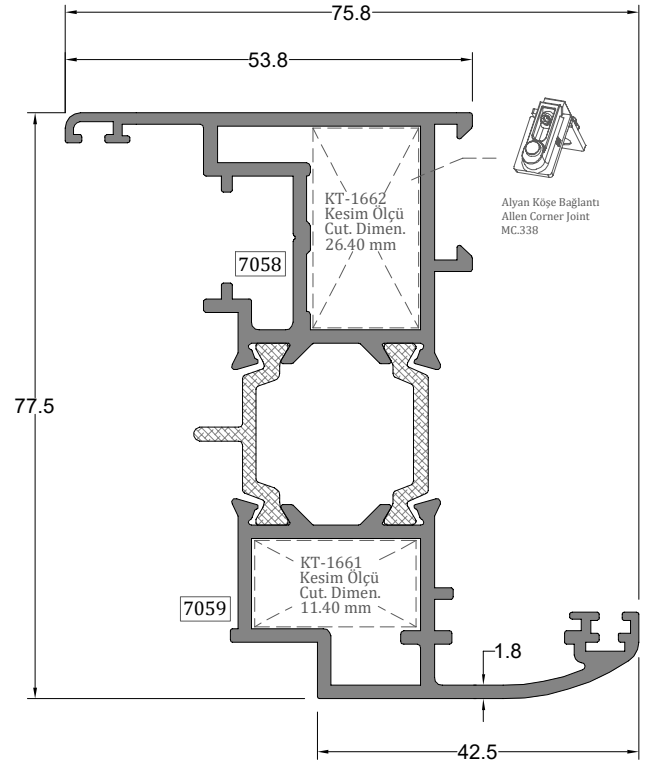 75.8
53.8
KT-1662
Kesim Ölçü
Cut. Dimen.
26.40 mm
Alyan Köşe Bağlantı
Allen Corner Joint
MC.338
7058
77.5
KT-1661
Kesim Ölçü
Cut. Dimen.
11.40 mm
7059
1.8
42.5